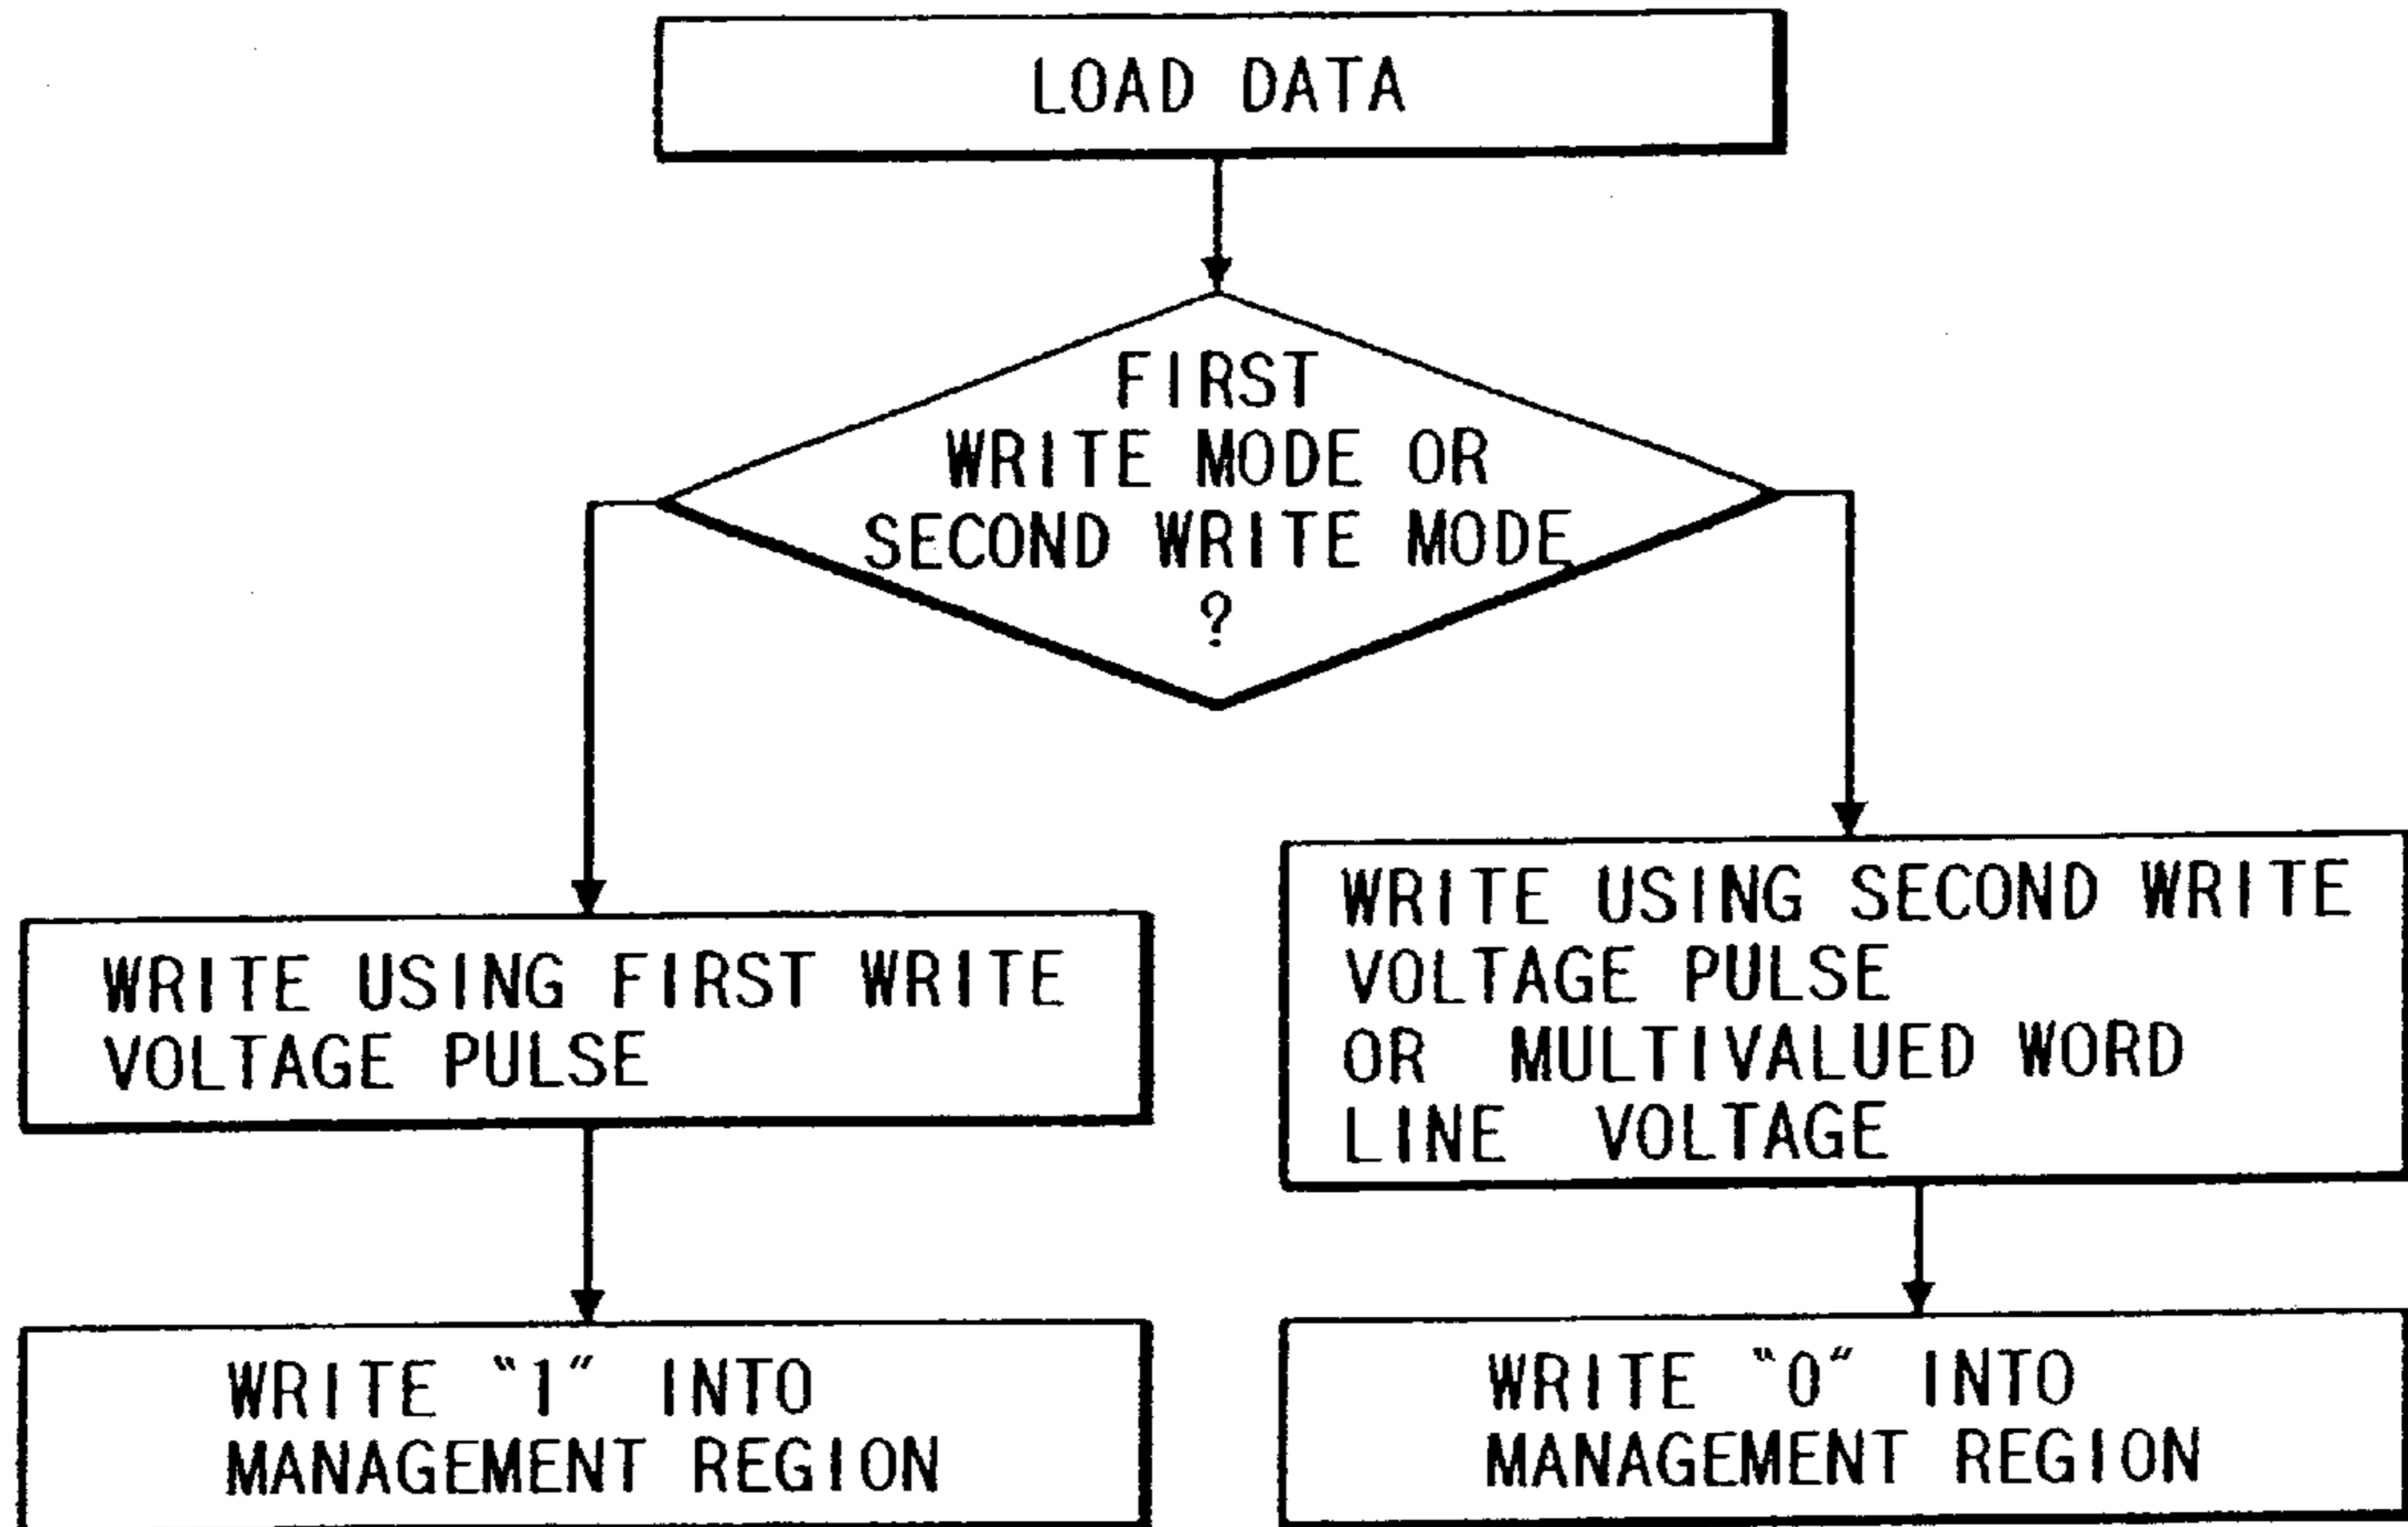 LOAD DATA
FIRST
WRITE MODE OR
SECOND WRITE MODE
?
WRITE USING FIRST WRITE
VOLTAGE PULSE
WRITE USING SECOND WRITE
VOLTAGE PULSE
OR MULTIVALUED WORD
LINE VOLTAGE
WRITE "1" INTO
MANAGEMENT REGION
WRITE "0" INTO
MANAGEMENT REGION